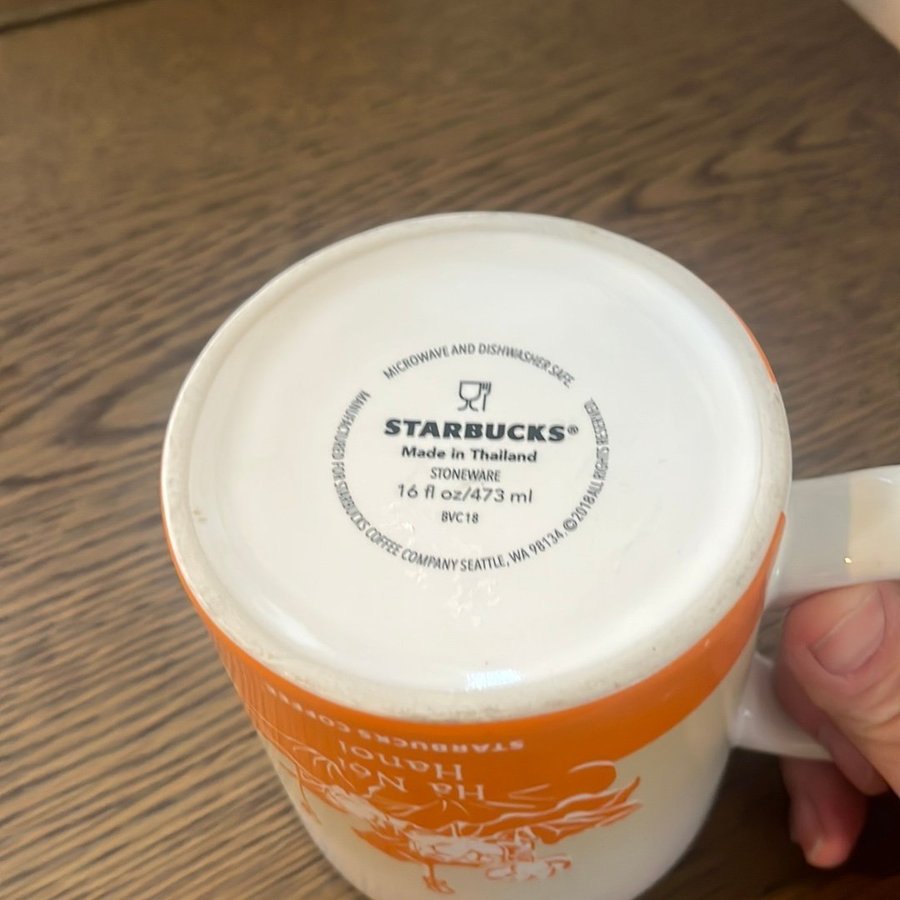 MICROWAVE AND DISHWASHER SAFE.
STARBUCKS®
Made in Thailand
STONEWARE
16 fl oz/473 ml
BVC18
MANUFACTURED FOR STARBUCKS COFFEE COMPANY SEATTLE, WA 98134. ©2018 ALL RIGHTS RESERVED.
STARBUCKS COFFEE
Hanoi
Hà Nội